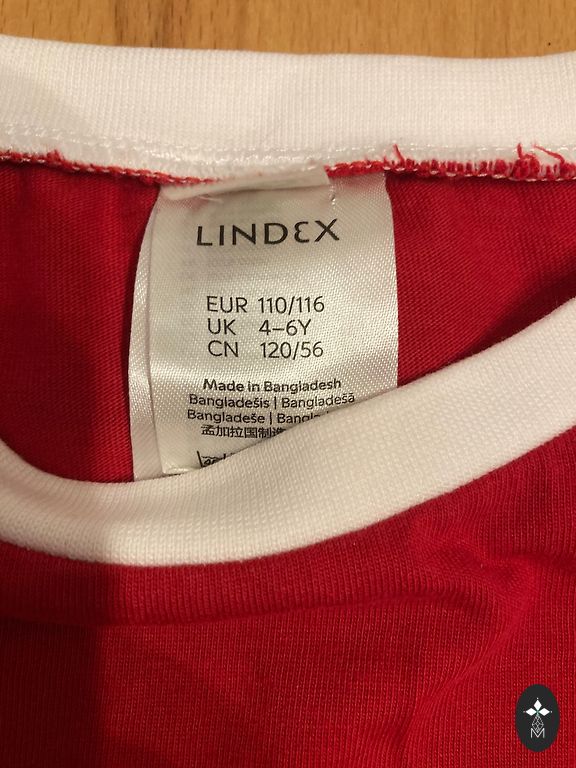 LINDEX
EUR 110/116
UK 4–6Y
CN 120/56
Made in Bangladesh
Bangladešis | Bangladešā
Bangladeše |
孟加拉国制造